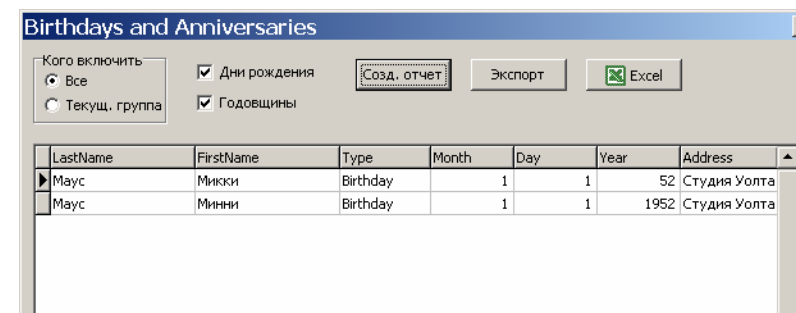 Birthdays and Anniversaries
Кого включить
Все
Текущ. группа
Дни рождения
Годовщины
Созд. отчет
Экспорт
Excel
LastName FirstName Type Month Day Year Address
Маус Микки Birthday 1 1 52 Студия Уолта
Маус Минни Birthday 1 1 1952 Студия Уолта